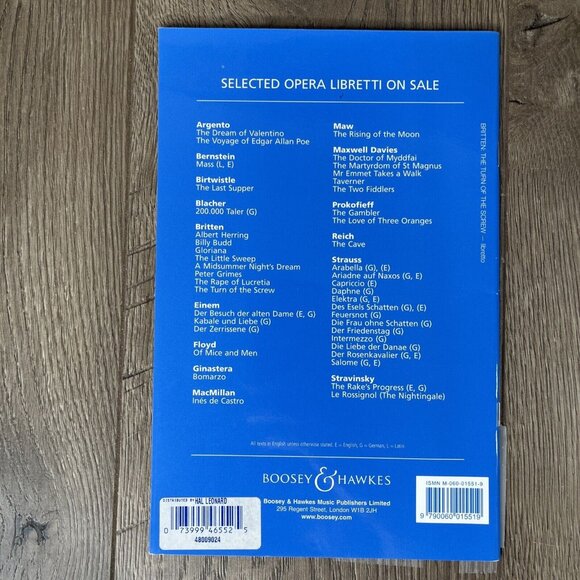 SELECTED OPERA LIBRETTI ON SALE
Argento
The Dream of Valentino
The Voyage of Edgar Allan Poe
Bernstein
Mass (L, E)
Birtwistle
The Last Supper
Blacher
200.000 Taler (G)
Britten
Albert Herring
Billy Budd
Gloriana
The Little Sweep
A Midsummer Night's Dream
Peter Grimes
The Rape of Lucretia
The Turn of the Screw
Einem
Der Besuch der alten Dame (E, G)
Kabale und Liebe (G)
Der Zerrissene (G)
Floyd
Of Mice and Men
Ginastera
Bomarzo
MacMillan
Inés de Castro
Maw
The Rising of the Moon
Maxwell Davies
The Doctor of Myddfai
The Martyrdom of St Magnus
Mr Emmet Takes a Walk
Taverner
The Two Fiddlers
Prokofieff
The Gambler
The Love of Three Oranges
Reich
The Cave
Strauss
Arabella (G), (E)
Ariadne auf Naxos (G, E)
Capriccio (E)
Daphne (G)
Elektra (G, E)
Des Esels Schatten (G), (E)
Feuersnot (G)
Die Frau ohne Schatten (G)
Der Friedenstag (G)
Intermezzo (G)
Die Liebe der Danae (G)
Der Rosenkavalier (G, E)
Salome (G, E)
Stravinsky
The Rake's Progress (E, G)
Le Rossignol (The Nightingale)
BRITTEN: THE TURN OF THE SCREW – libretto
All texts in English unless otherwise stated. E = English, G = German, L = Latin
BOOSEY & HAWKES
Boosey & Hawkes Music Publishers Limited
295 Regent Street, London W1B 2JH
www.boosey.com
DISTRIBUTED BY HAL LEONARD
0 73999 46552 5
48009024
ISMN M-060-01551-9
9 790060 015519